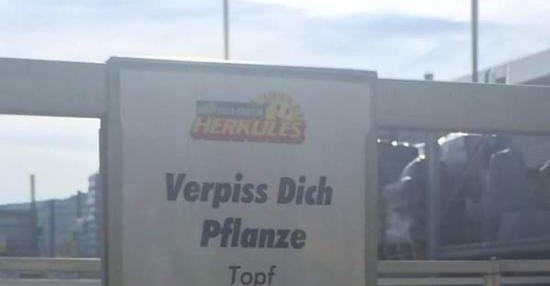 HERKULES
Verpiss Dich
Pflanze
Topf